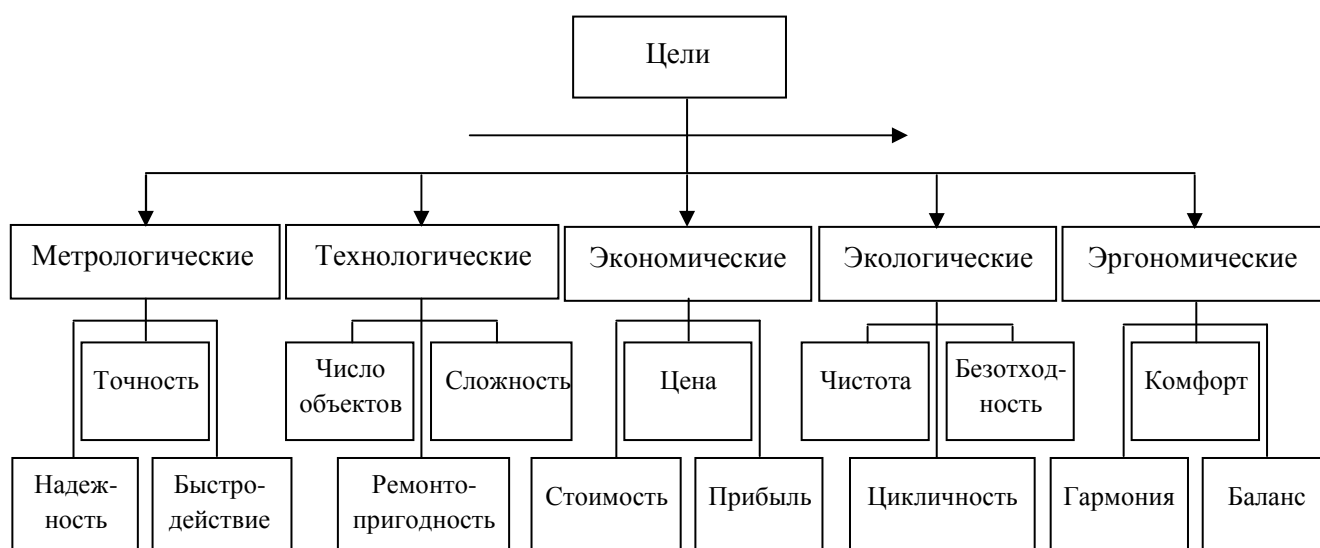 Цели
Метрологические
Технологические
Экономические
Экологические
Эргономические
Точность
Число
объектов
Сложность
Цена
Чистота
Безотход-
ность
Комфорт
Надеж-
ность
Быстро-
действие
Ремонто-
пригодность
Стоимость
Прибыль
Цикличность
Гармония
Баланс